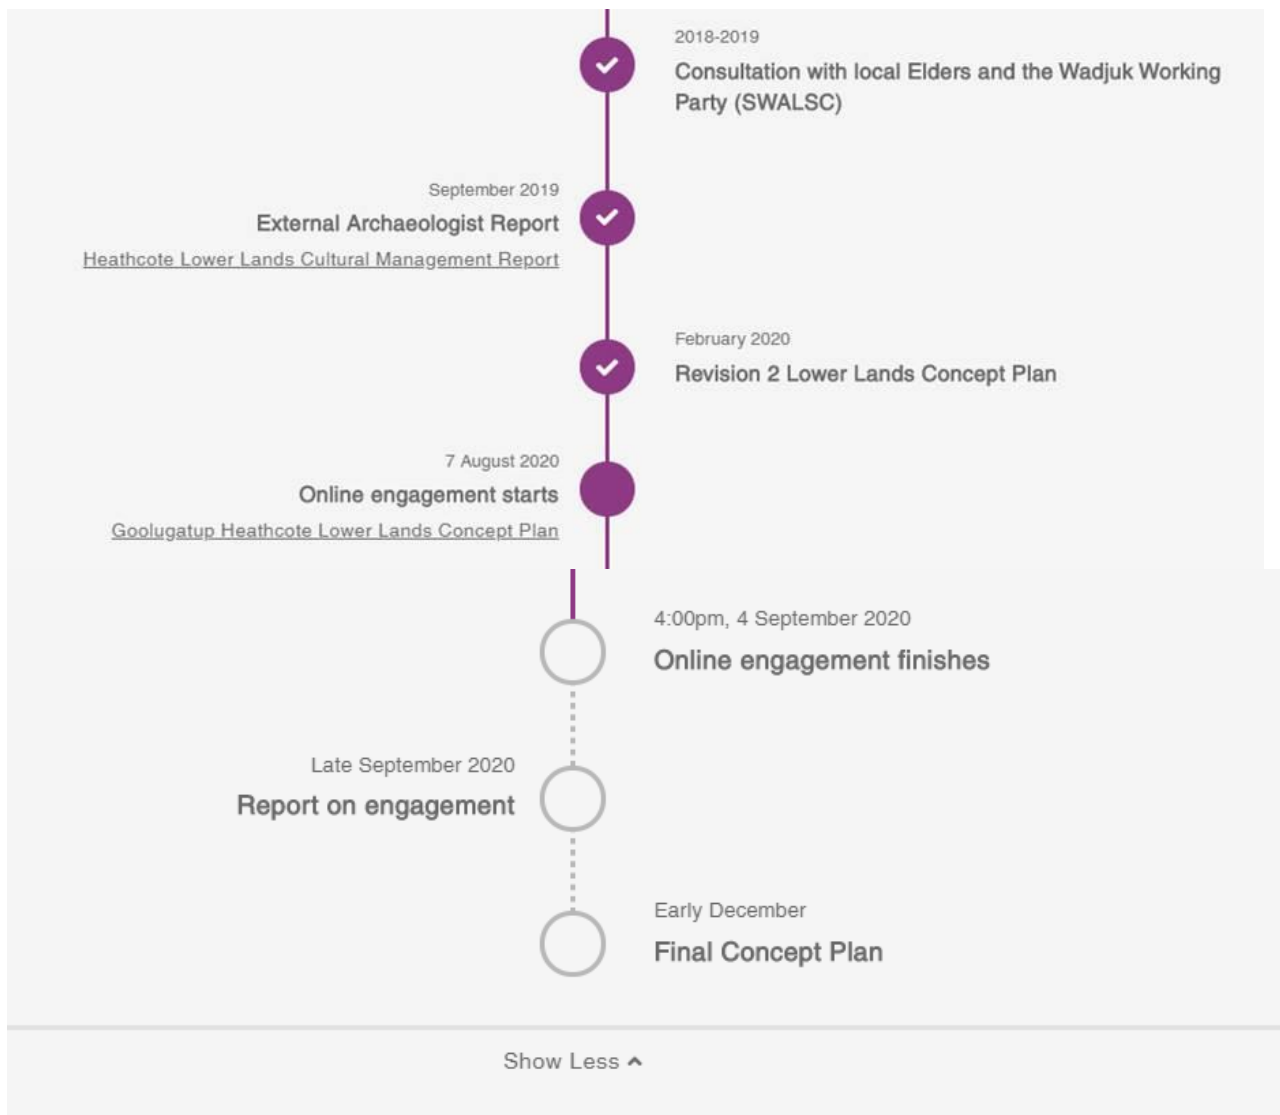 2018-2019
Consultation with local Elders and the Wadjuk Working
Party (SWALSC)
September 2019
External Archaeologist Report
Heathcote Lower Lands Cultural Management Report
February 2020
Revision 2 Lower Lands Concept Plan
7 August 2020
Online engagement starts
Goolugatup Heathcote Lower Lands Concept Plan
4:00pm, 4 September 2020
Online engagement finishes
Late September 2020
Report on engagement
Early December
Final Concept Plan
Show Less